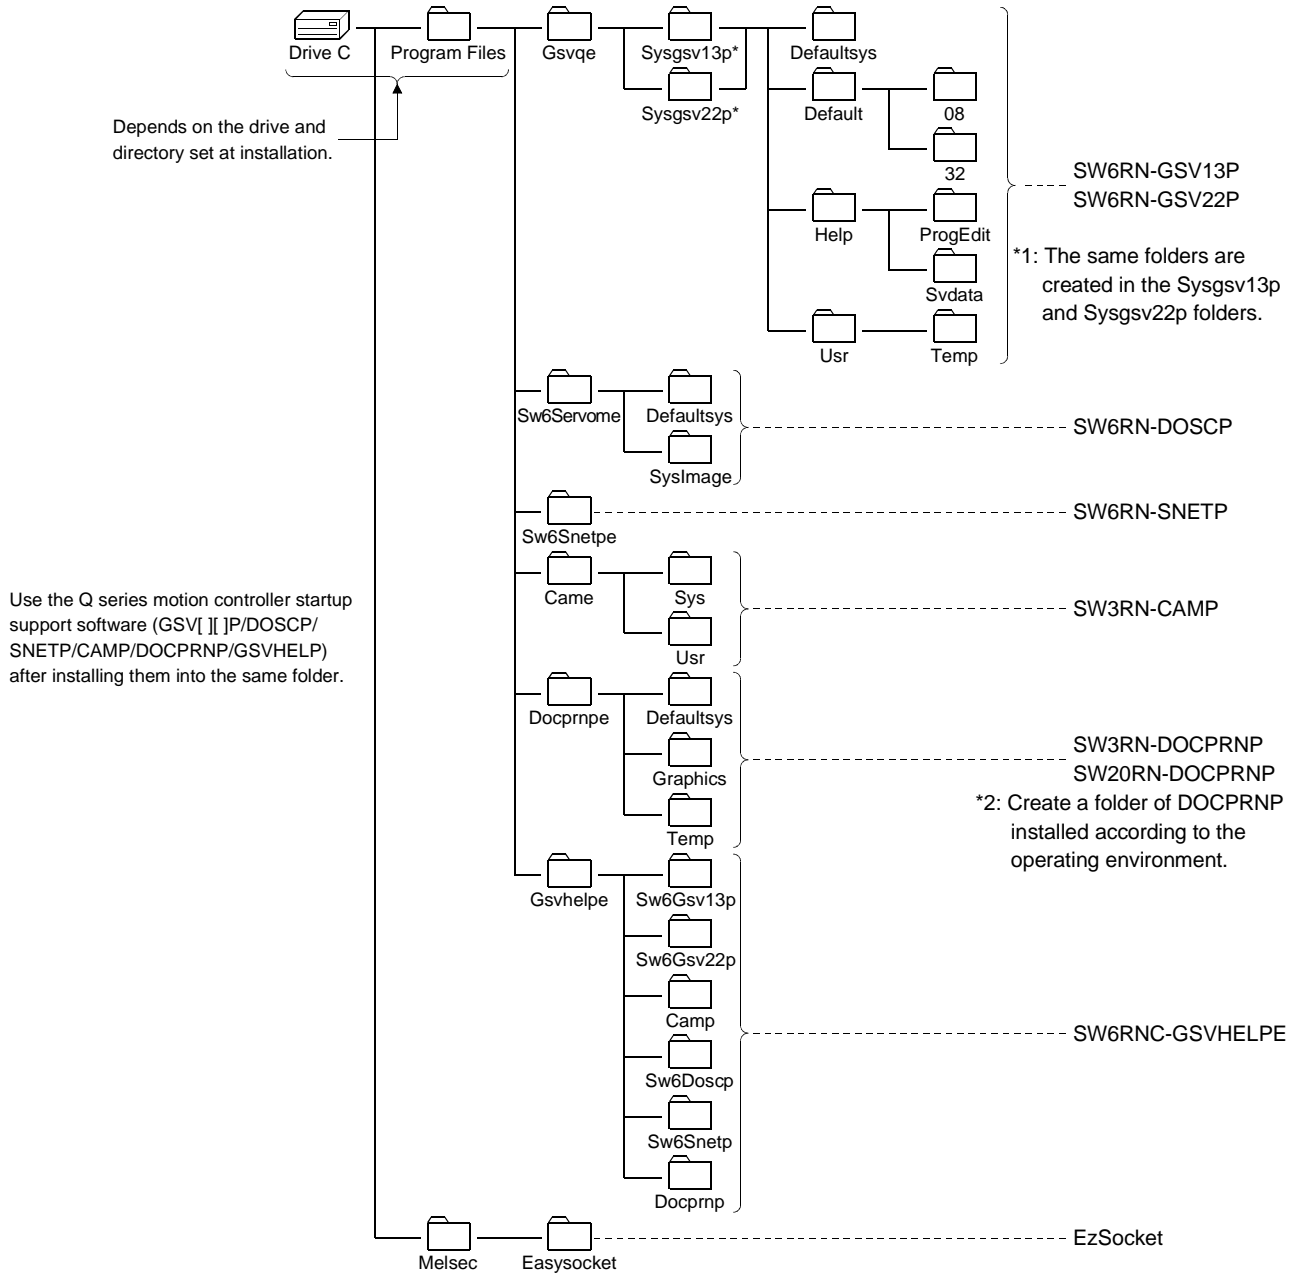 Drive C
Program Files
Gsvqe
Sysgsv13p*
Defaultsys
Sysgsv22p*
Default
08
Depends on the drive and
directory set at installation.
32
SW6RN-GSV13P
SW6RN-GSV22P
Help
ProgEdit
*1: The same folders are
created in the Sysgsv13p
and Sysgsv22p folders.
Svdata
Usr
Temp
Sw6Servome
Defaultsys
SW6RN-DOSCP
SysImage
SW6RN-SNETP
Sw6Snetpe
Came
Sys
SW3RN-CAMP
Use the Q series motion controller startup
support software (GSV[ ][ ]P/DOSCP/
SNETP/CAMP/DOCPRNP/GSVHELP)
after installing them into the same folder.
Usr
Docprnpe
Defaultsys
SW3RN-DOCPRNP
SW20RN-DOCPRNP
Graphics
*2: Create a folder of DOCPRNP
installed according to the
operating environment.
Temp
Gsvhelpe
Sw6Gsv13p
Sw6Gsv22p
Camp
SW6RNC-GSVHELPE
Sw6Doscp
Sw6Snetp
Docprnp
Melsec
Easysocket
EzSocket